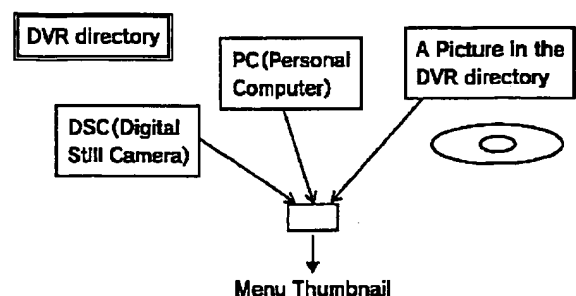 DVR directory
PC(Personal
Computer)
A Picture in the
DVR directory
DSC(Digital
Still Camera)
Menu Thumbnail